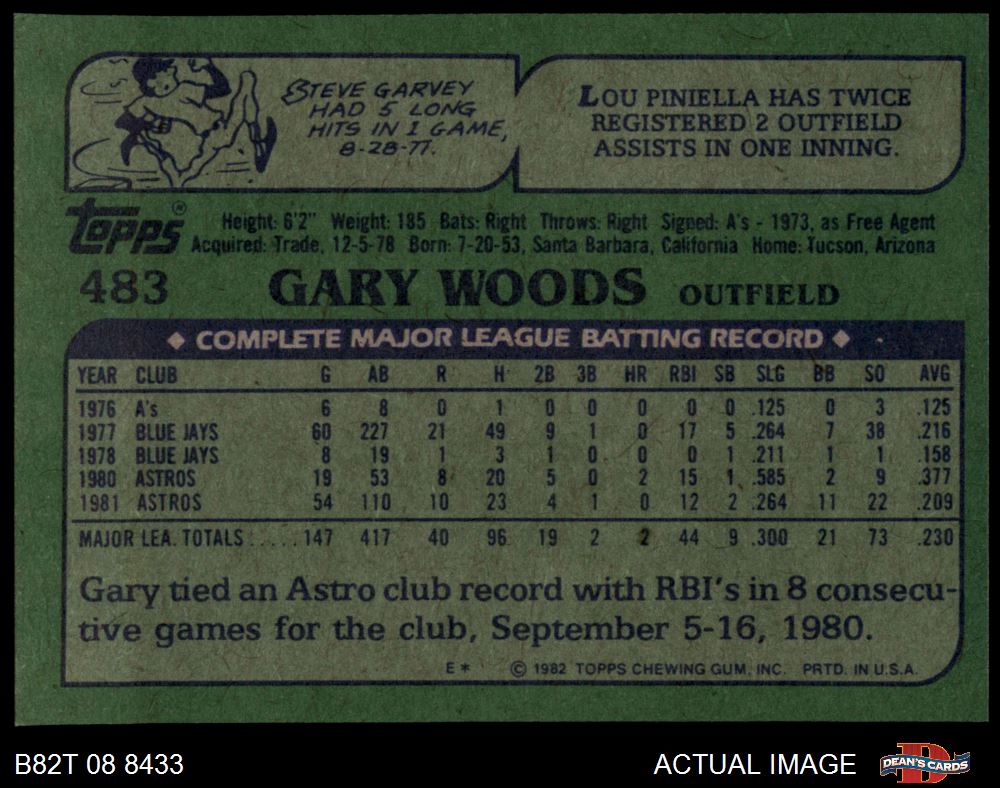 STEVE GARVEY
HAD 5 LONG
HITS IN 1 GAME,
8-28-77.
LOU PINIELLA HAS TWICE
REGISTERED 2 OUTFIELD
ASSISTS IN ONE INNING.
Topps®
Height: 6'2" Weight: 185 Bats: Right Throws: Right Signed: A's - 1973, as Free Agent
Acquired: Trade, 12-5-78 Born: 7-20-53, Santa Barbara, California Home: Tucson, Arizona
483 GARY WOODS OUTFIELD
◆ COMPLETE MAJOR LEAGUE BATTING RECORD ◆
YEAR CLUB G AB R H 2B 3B HR RBI SB SLG BB SO AVG
1976 A's 6 8 0 1 0 0 0 0 0 .125 0 3 .125
1977 BLUE JAYS 60 227 21 49 9 1 0 17 5 .264 7 38 .216
1978 BLUE JAYS 8 19 1 3 1 0 0 0 1 .211 1 1 .158
1980 ASTROS 19 53 8 20 5 0 2 15 1 .585 2 9 .377
1981 ASTROS 54 110 10 23 4 1 0 12 2 .264 11 22 .209
MAJOR LEA. TOTALS ..... 147 417 40 96 19 2 2 44 9 .300 21 73 .230
Gary tied an Astro club record with RBI's in 8 consecu-
tive games for the club, September 5-16, 1980.
E* © 1982 TOPPS CHEWING GUM, INC. PRTD. IN U.S.A.
B82T 08 8433 ACTUAL IMAGE DEAN'S CARDS